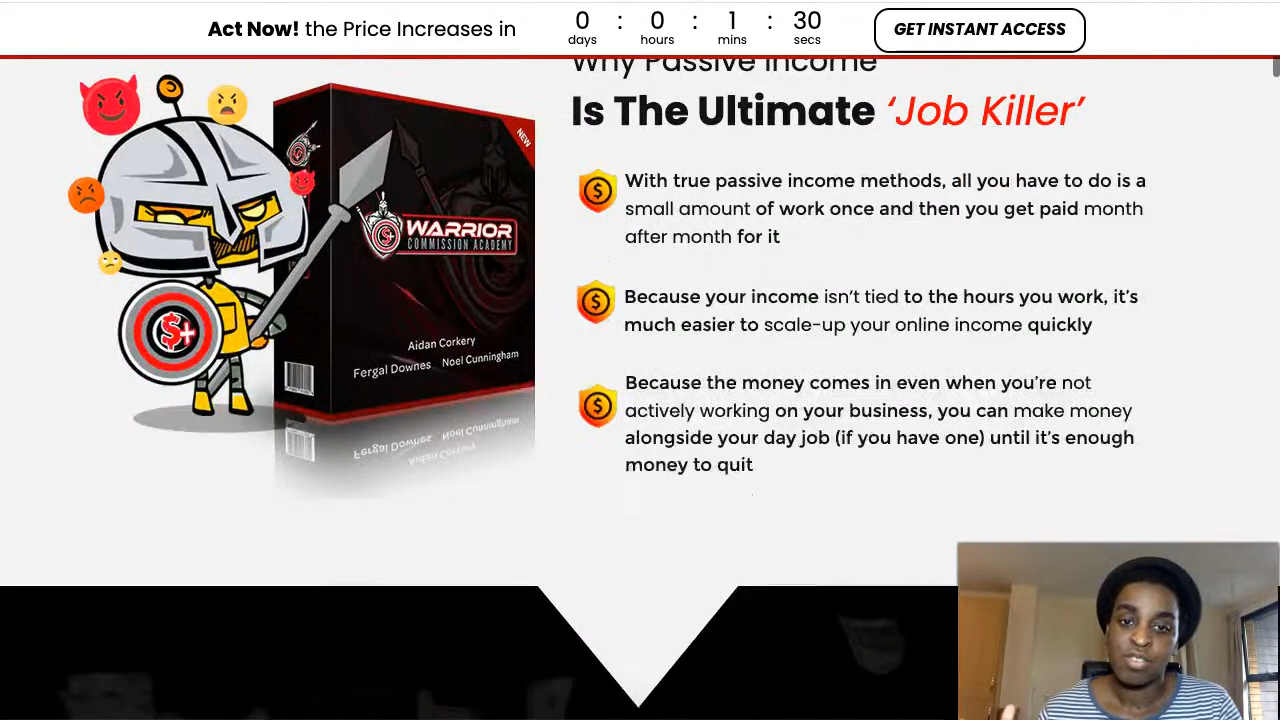 Act Now! the Price Increases in
0 : 0 : 1 : 30
days hours mins secs
GET INSTANT ACCESS
Why Passive Income
Is The Ultimate ‘Job Killer’
With true passive income methods, all you have to do is a
small amount of work once and then you get paid month
after month for it
Because your income isn't tied to the hours you work, it's
much easier to scale-up your online income quickly
Because the money comes in even when you're not
actively working on your business, you can make money
alongside your day job (if you have one) until it's enough
money to quit
NEW
WARRIOR
COMMISSION ACADEMY
Aidan Corkery
Fergal Downes Noel Cunningham
$+